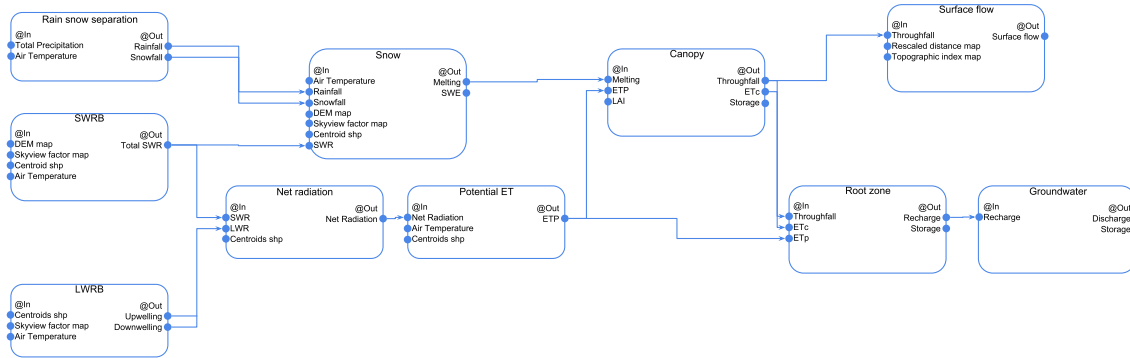 Rain snow separation
@In
Total Precipitation
Air Temperature
@Out
Rainfall
Snowfall
SWRB
@In
DEM map
Skyview factor map
Centroid shp
Air Temperature
@Out
Total SWR
LWRB
@In
Centroids shp
Skyview factor map
Air Temperature
@Out
Upwelling
Downwelling
Snow
@In
Air Temperature
Rainfall
Snowfall
DEM map
Skyview factor map
Centroid shp
SWR
@Out
Melting
SWE
Net radiation
@In
SWR
LWR
Centroids shp
@Out
Net Radiation
Potential ET
@In
Net Radiation
Air Temperature
Centroids shp
@Out
ETP
Canopy
@In
Melting
ETP
LAI
@Out
Throughfall
ETc
Storage
Surface flow
@In
Throughfall
Rescaled distance map
Topographic index map
@Out
Surface flow
Root zone
@In
Throughfall
ETc
ETp
@Out
Recharge
Storage
Groundwater
@In
Recharge
@Out
Discharge
Storage